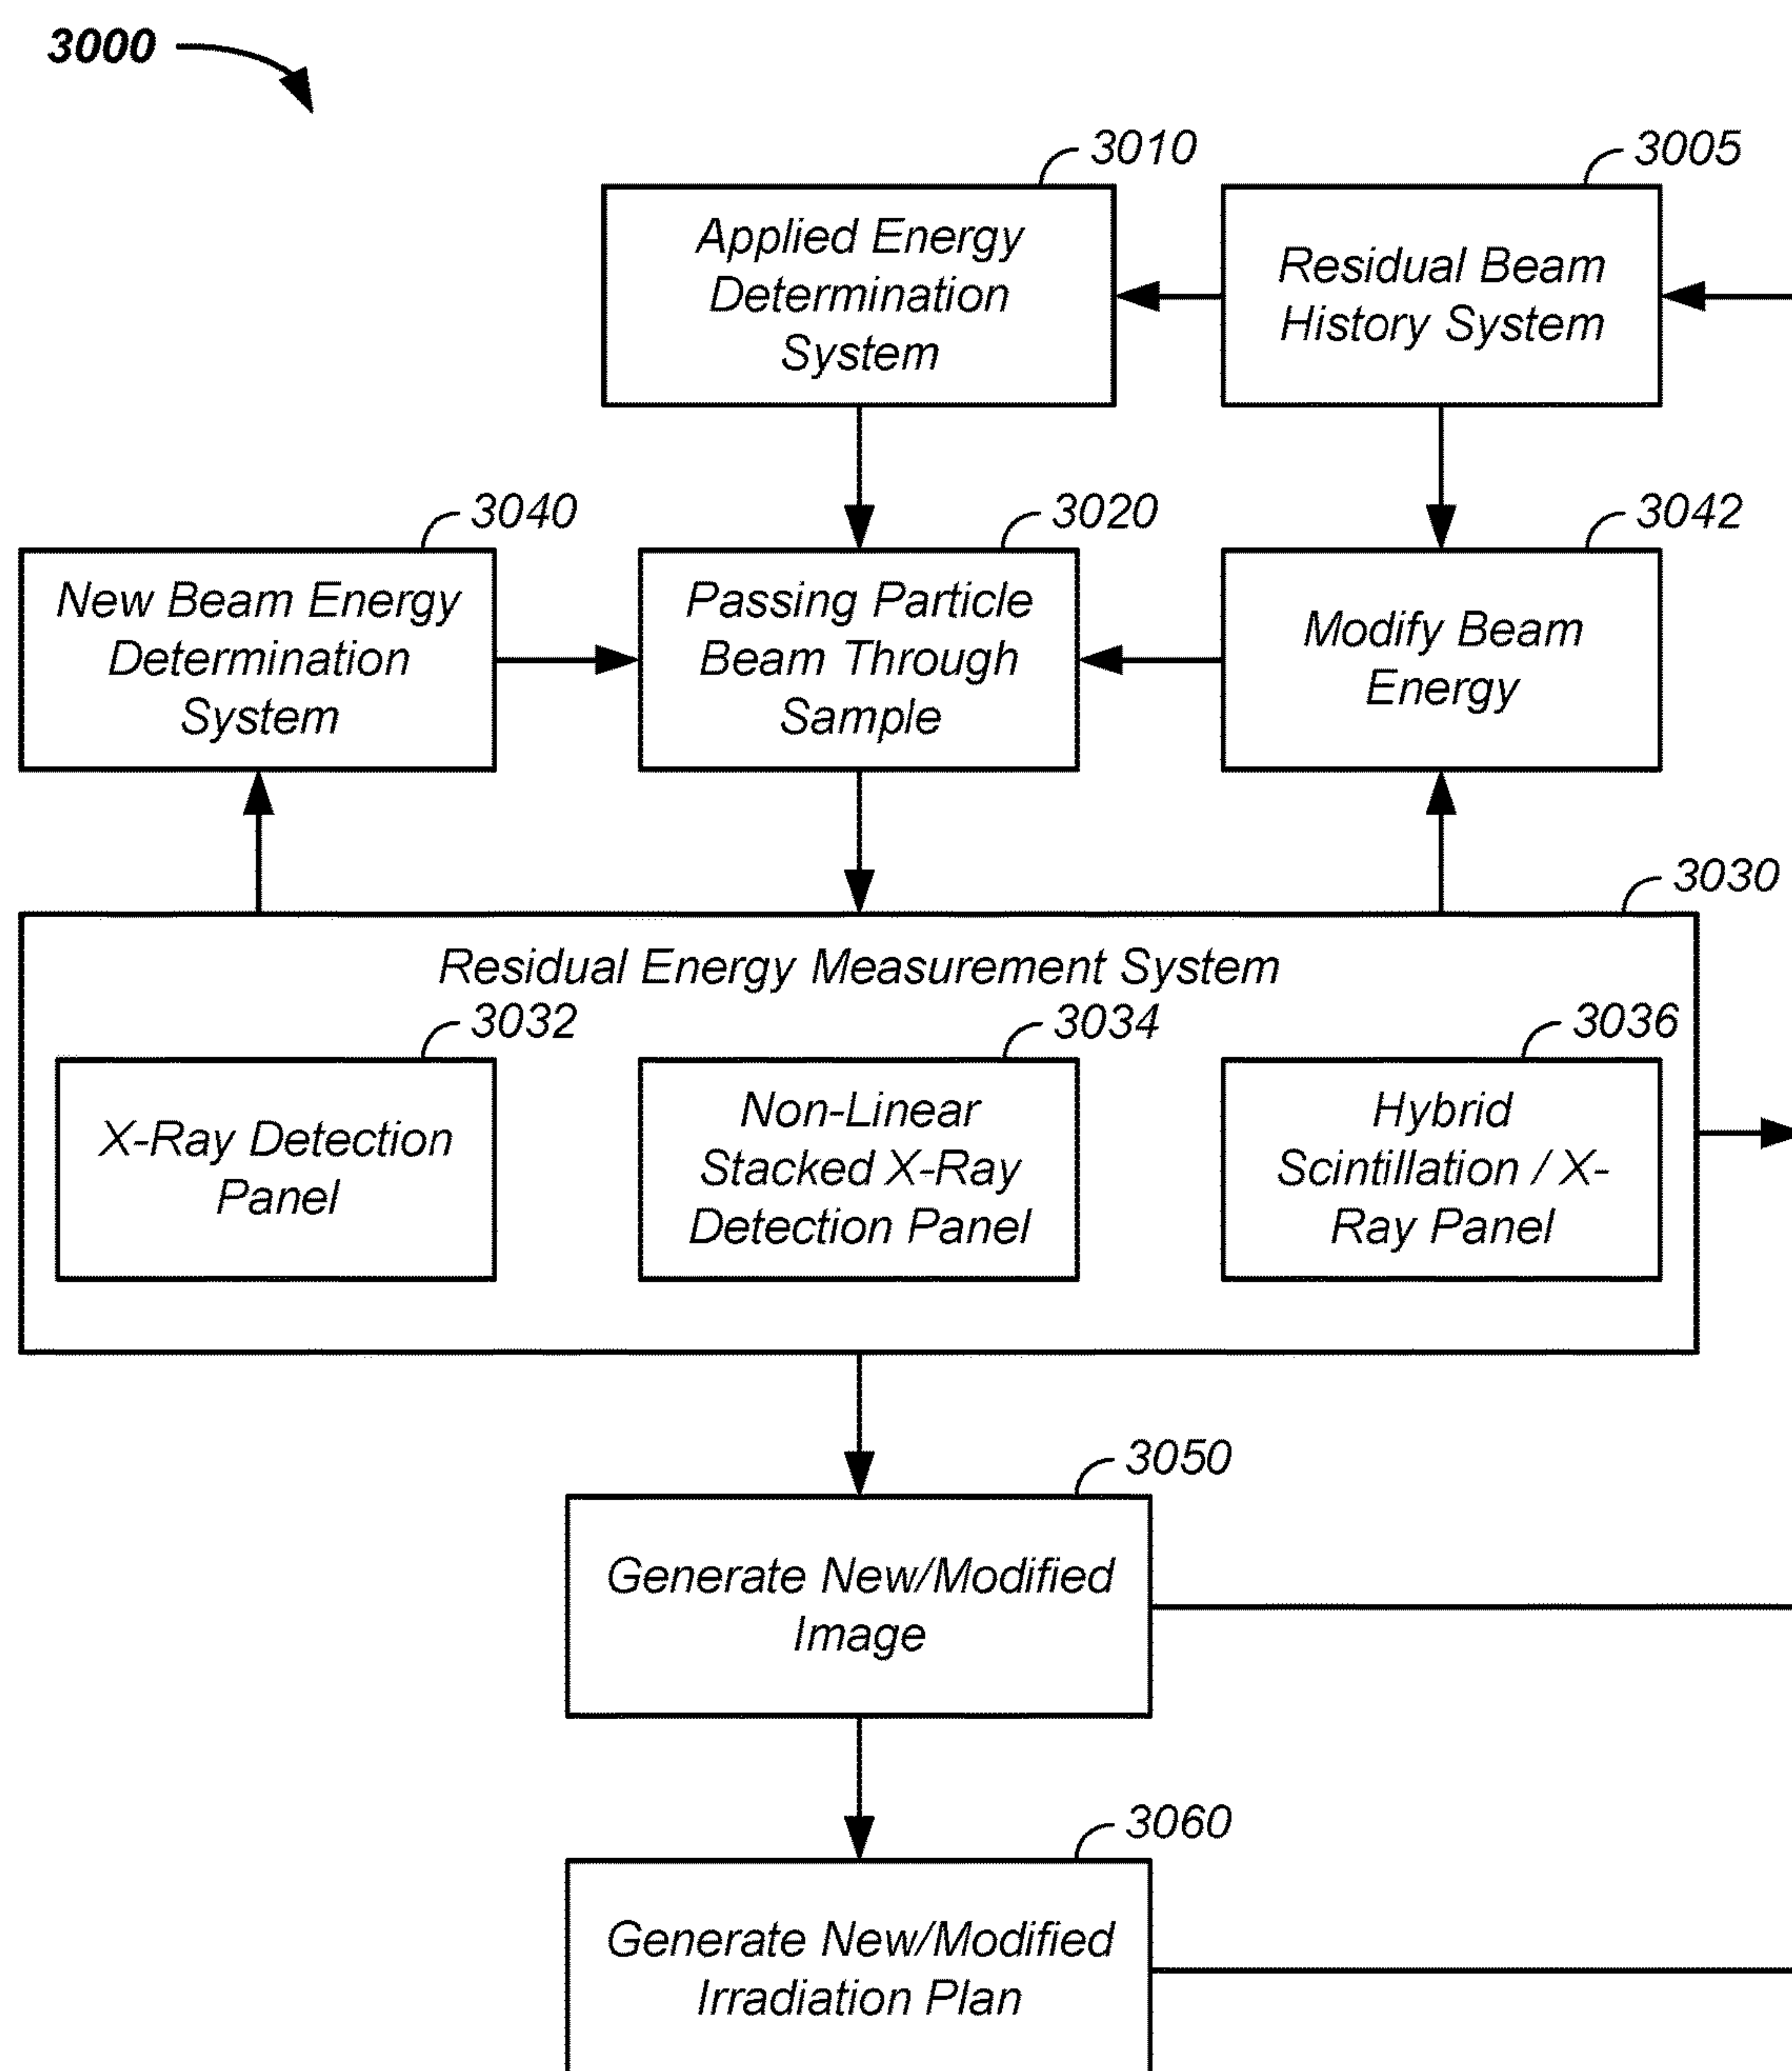 3000
3010
Applied Energy
Determination
System
3005
Residual Beam
History System
3040
New Beam Energy
Determination
System
3020
Passing Particle
Beam Through
Sample
3042
Modify Beam
Energy
3030
Residual Energy Measurement System
3032
X-Ray Detection
Panel
3034
Non-Linear
Stacked X-Ray
Detection Panel
3036
Hybrid
Scintillation / X-
Ray Panel
3050
Generate New/Modified
Image
3060
Generate New/Modified
Irradiation Plan